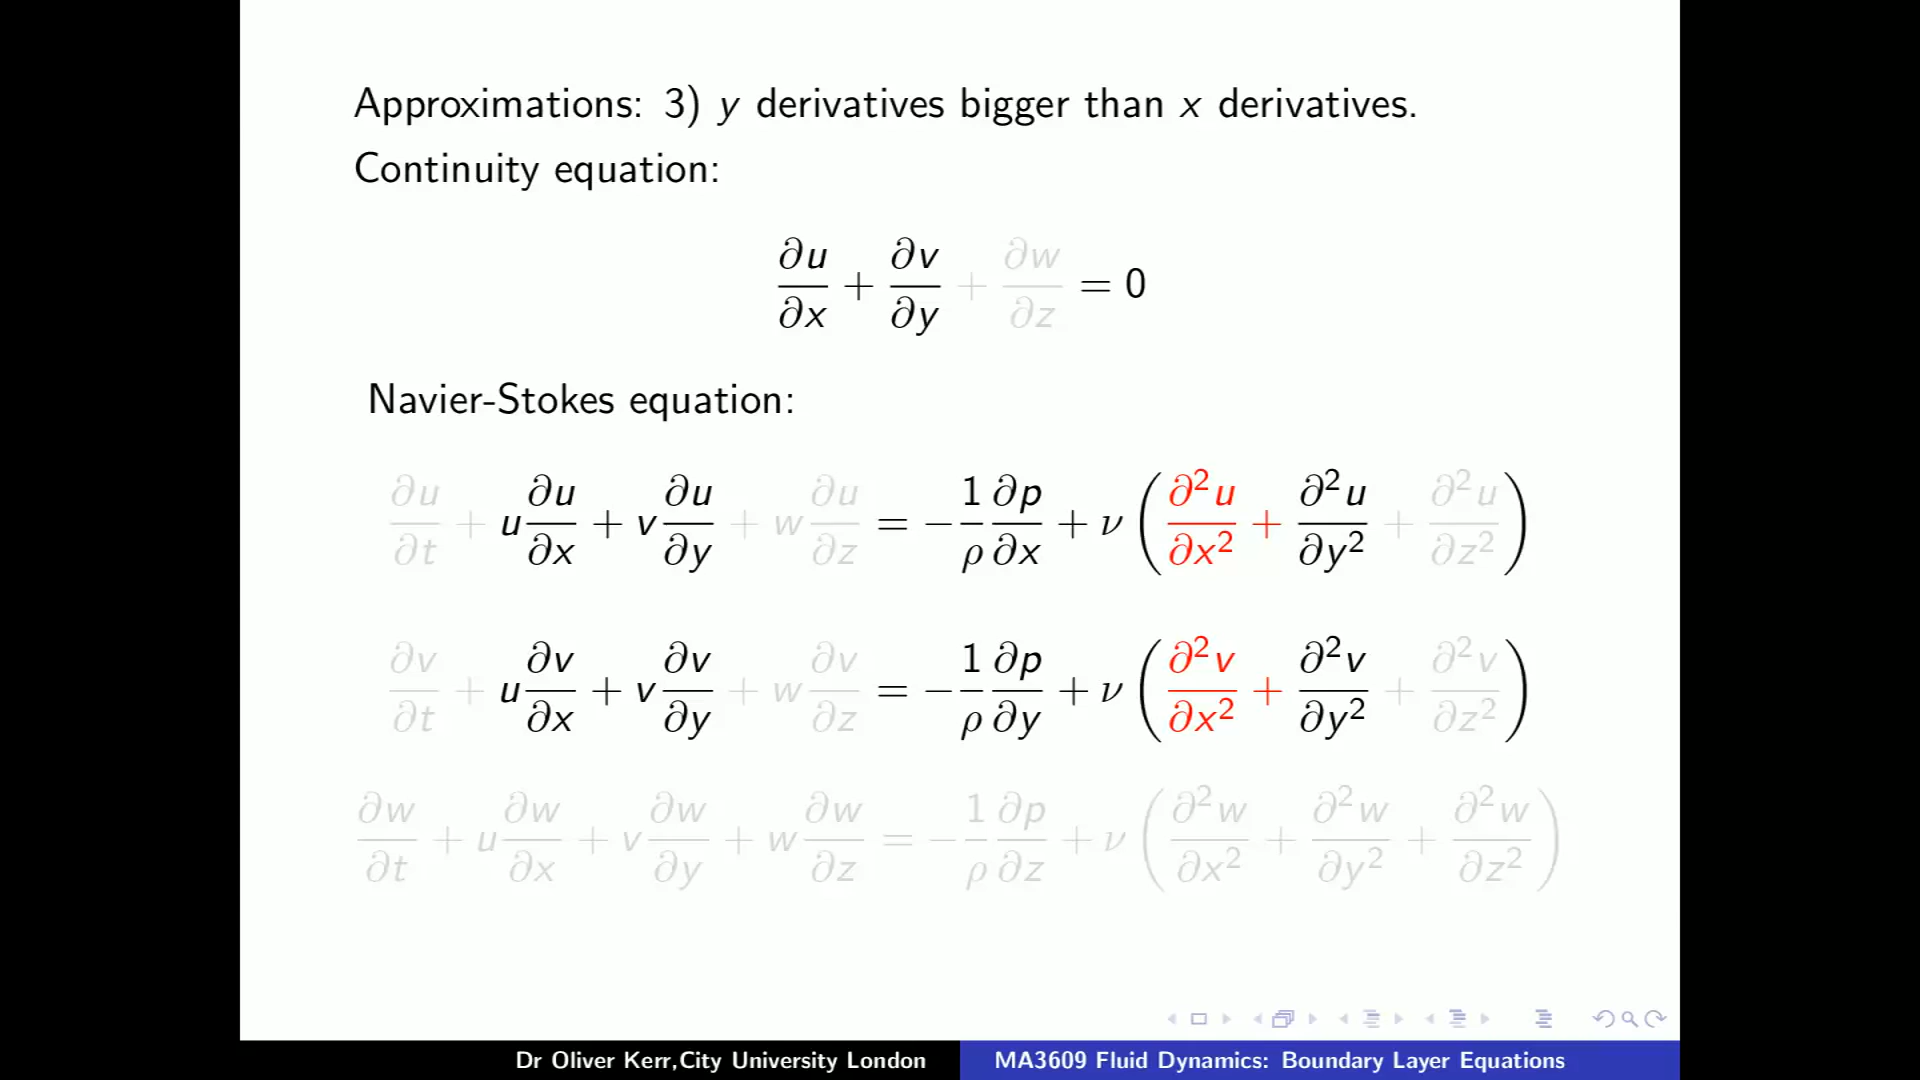 Approximations: 3) y derivatives bigger than x derivatives.
Continuity equation:
∂u/∂x + ∂v/∂y + ∂w/∂z = 0
Navier-Stokes equation:
∂u/∂t + u ∂u/∂x + v ∂u/∂y + w ∂u/∂z = − 1/ρ ∂p/∂x + ν ( ∂²u/∂x² + ∂²u/∂y² + ∂²u/∂z² )
∂v/∂t + u ∂v/∂x + v ∂v/∂y + w ∂v/∂z = − 1/ρ ∂p/∂y + ν ( ∂²v/∂x² + ∂²v/∂y² + ∂²v/∂z² )
∂w/∂t + u ∂w/∂x + v ∂w/∂y + w ∂w/∂z = − 1/ρ ∂p/∂z + ν ( ∂²w/∂x² + ∂²w/∂y² + ∂²w/∂z² )
Dr Oliver Kerr,City University London
MA3609 Fluid Dynamics: Boundary Layer Equations